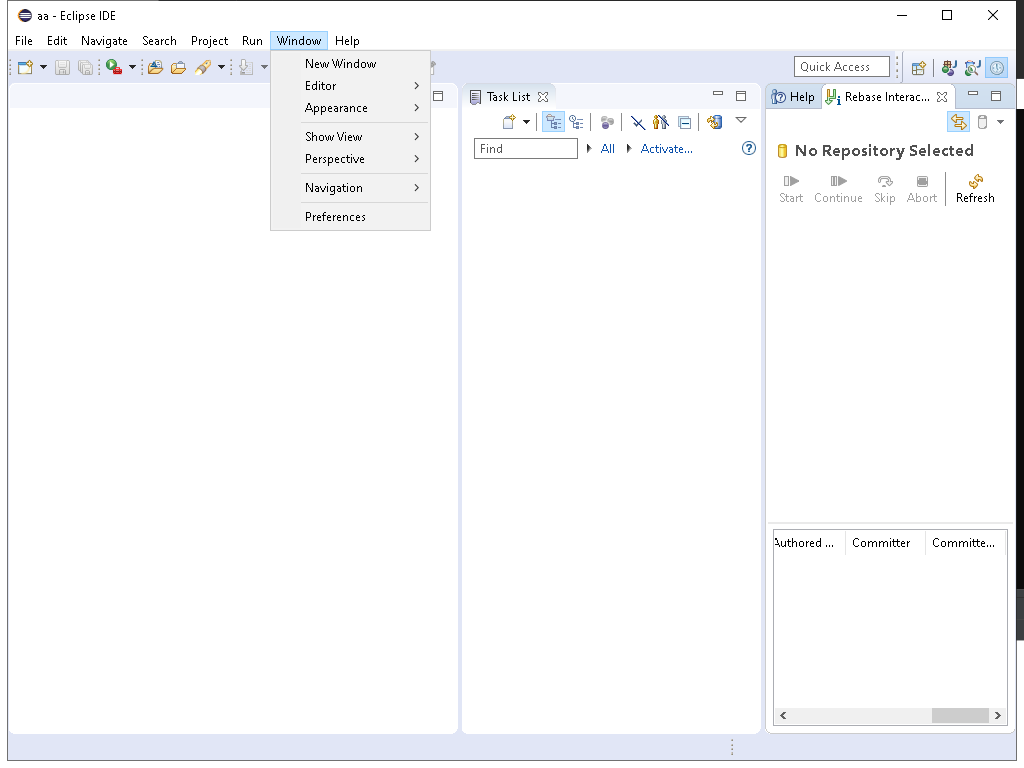 aa - Eclipse IDE
File Edit Navigate Search Project Run Window Help
New Window
Editor
Appearance
Show View
Perspective
Navigation
Preferences
Quick Access
Task List
Find
All
Activate...
Help
Rebase Interac...
No Repository Selected
Start Continue Skip Abort Refresh
Authored ... Committer Committe...